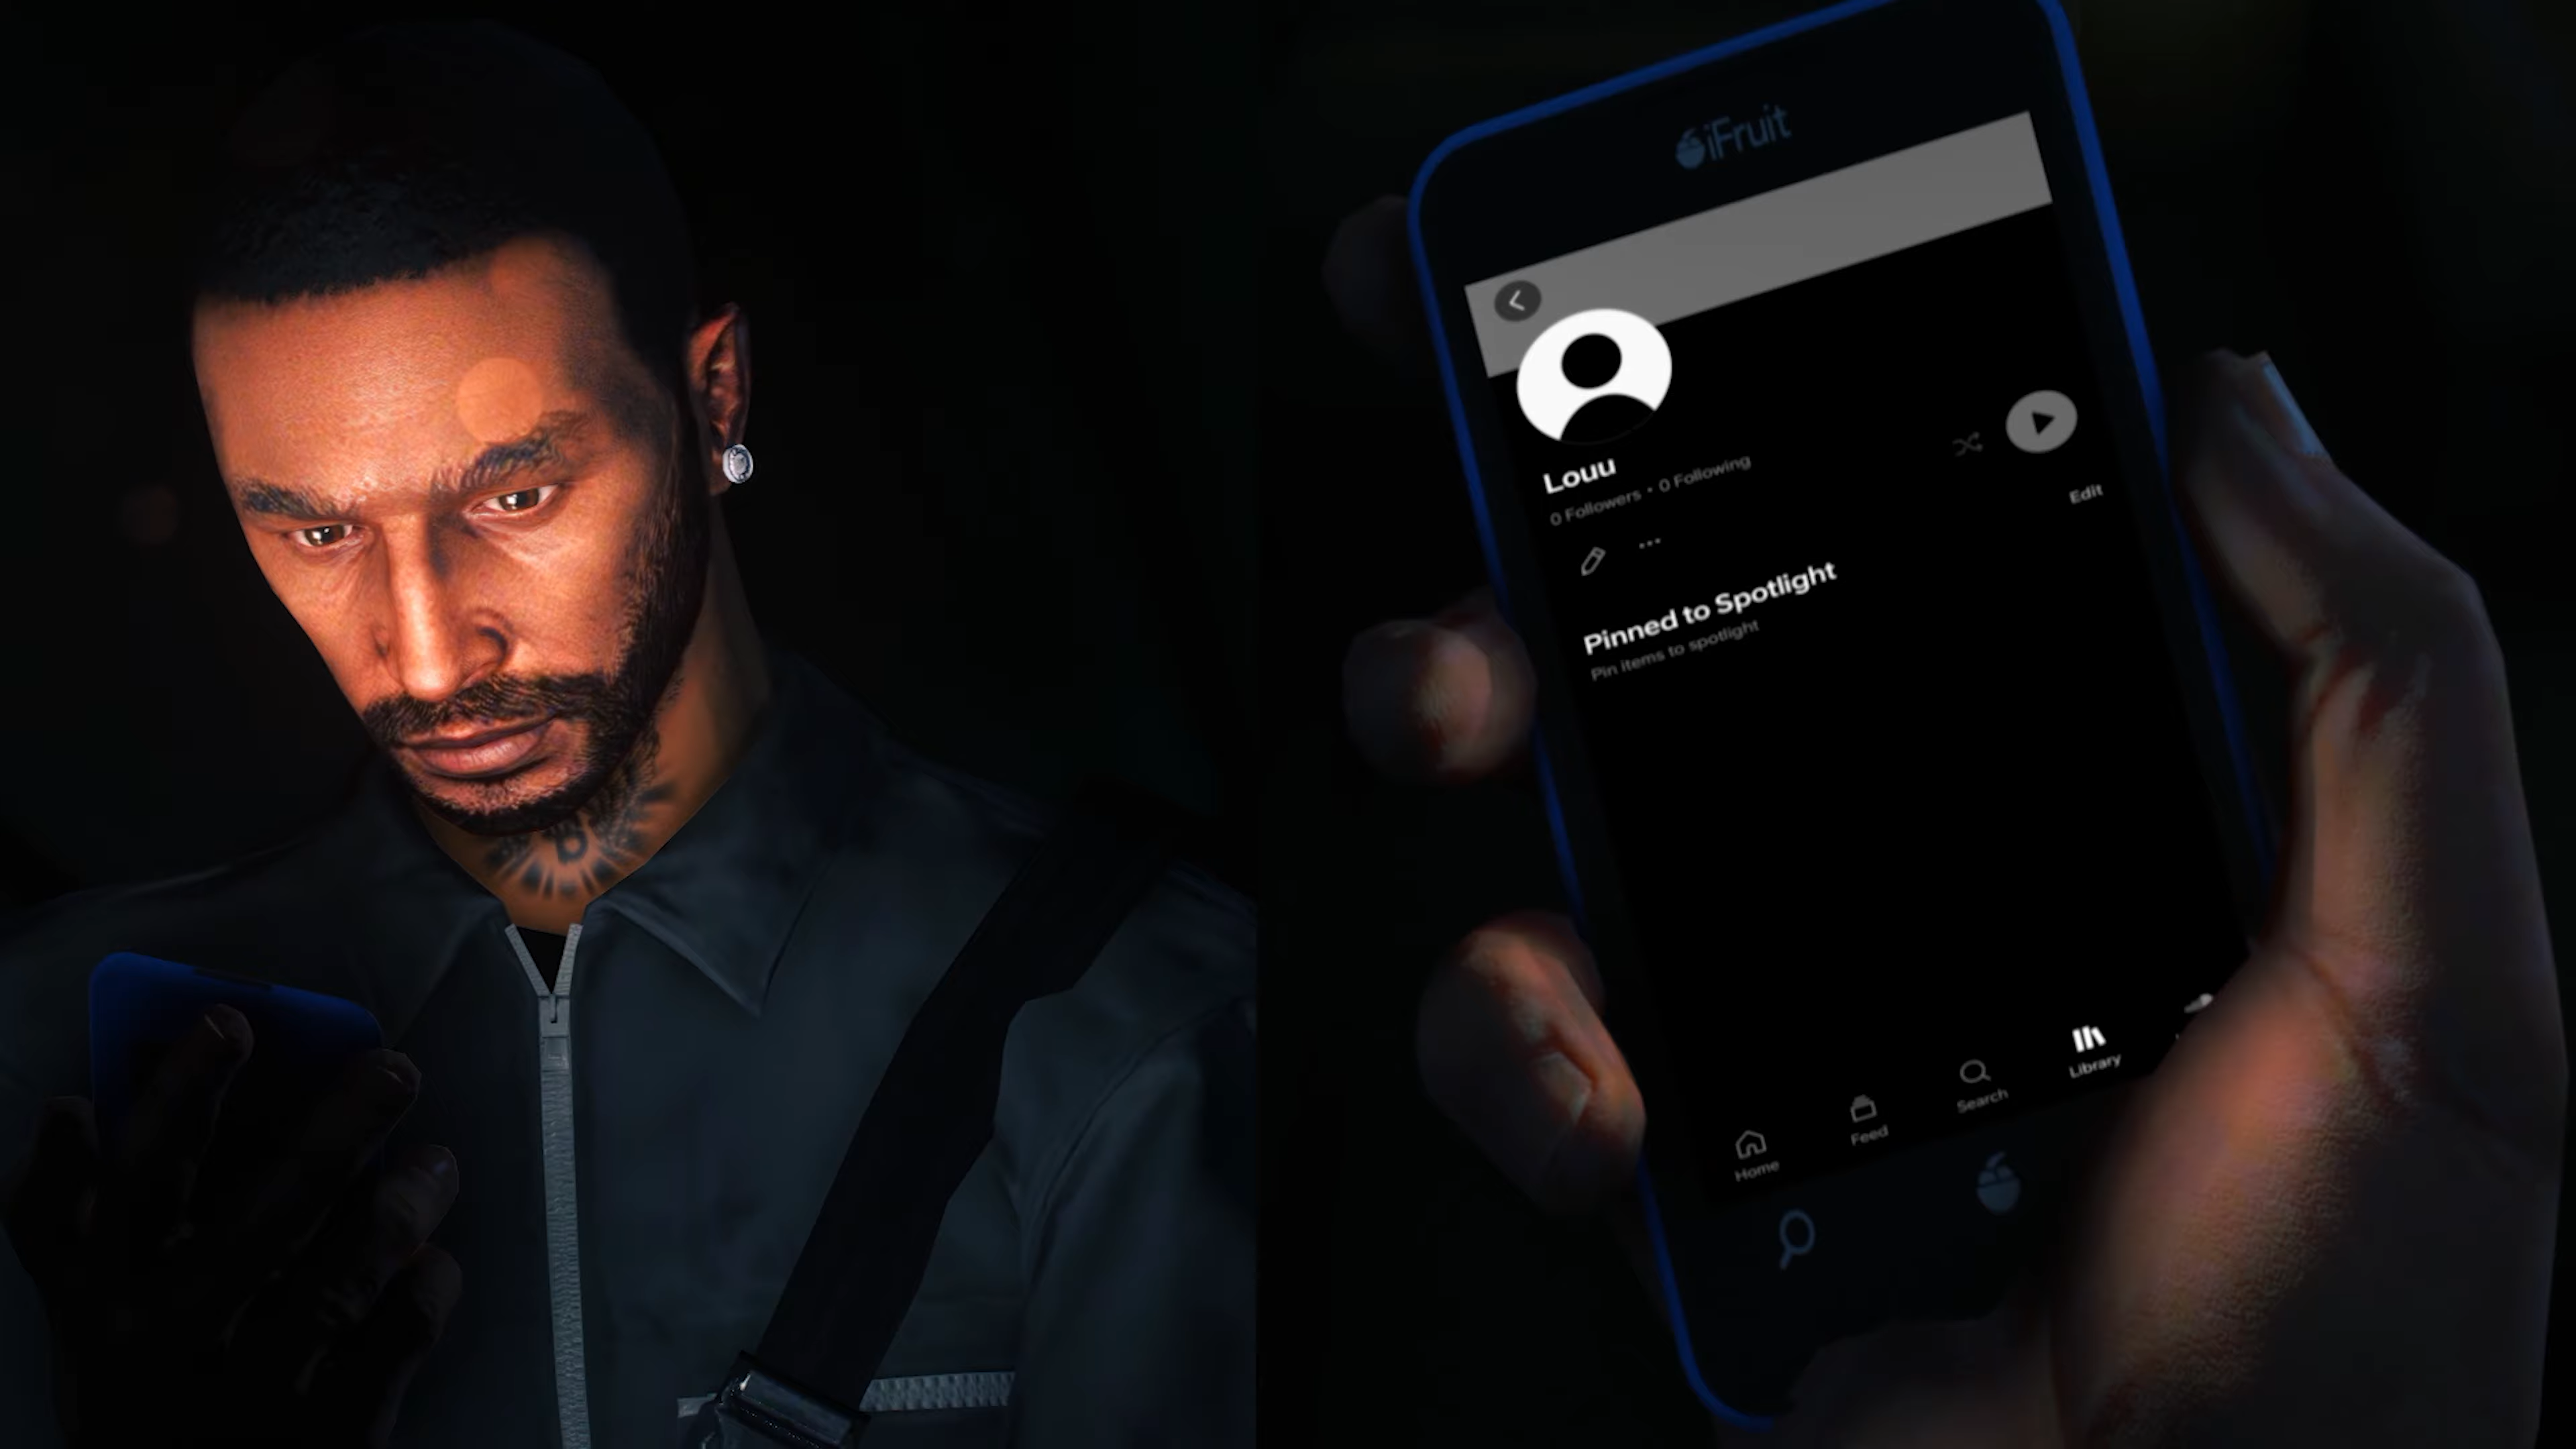 iFruit
Louu
0 Followers • 0 Following
Edit
Pinned to Spotlight
Pin items to spotlight
Home
Feed
Search
Library